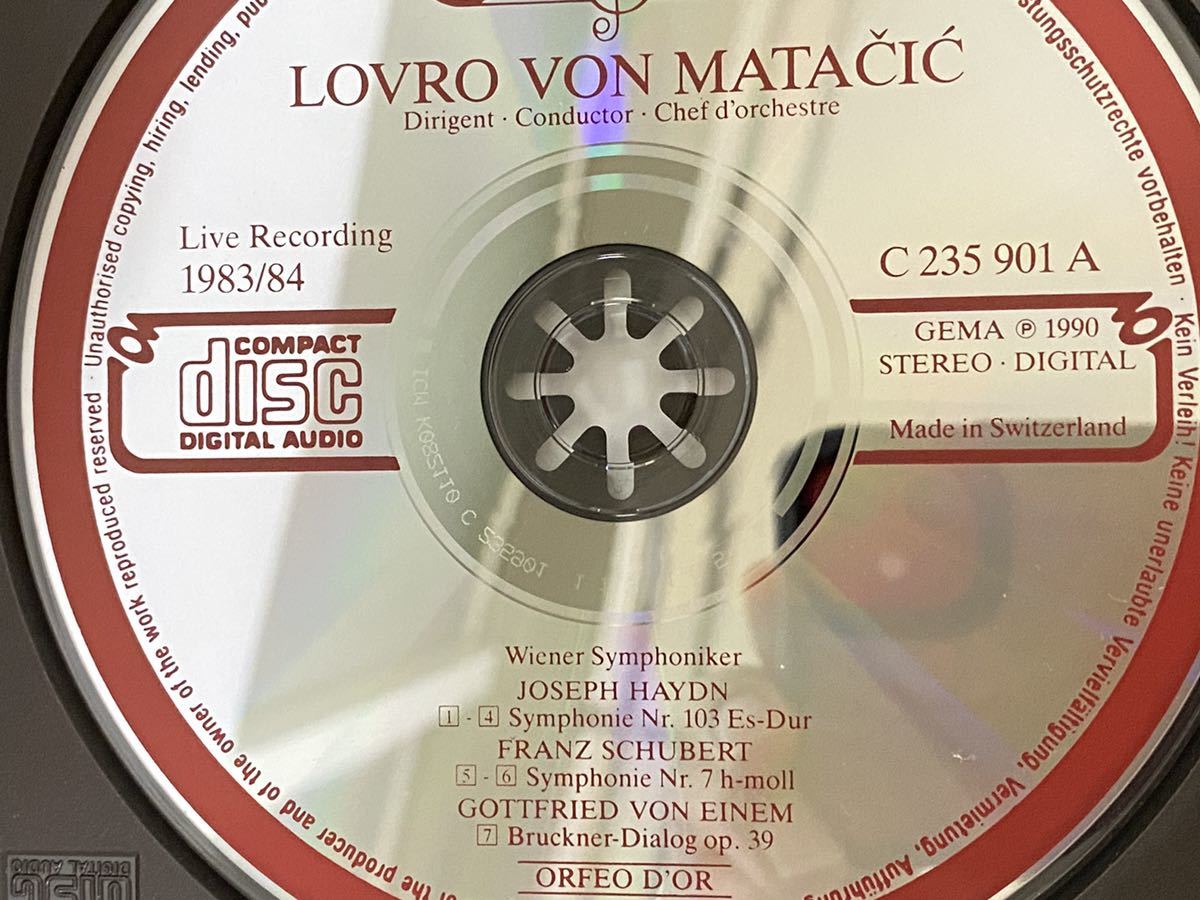 LOVRO VON MATAČIĆ
Dirigent · Conductor · Chef d'orchestre
Live Recording
1983/84
COMPACT
disc
DIGITAL AUDIO
C 235 901 A
GEMA ℗ 1990
STEREO · DIGITAL
Made in Switzerland
Wiener Symphoniker
JOSEPH HAYDN
1 - 4 Symphonie Nr. 103 Es-Dur
FRANZ SCHUBERT
5 - 6 Symphonie Nr. 7 h-moll
GOTTFRIED VON EINEM
7 Bruckner-Dialog op. 39
ORFEO D'OR
of the producer and of the owner of the work reproduced reserved · Unauthorised copying, hiring, lending,
vorbehalten · Kein Verleih! Keine unerlaubte Vervielfältigung, Vermietung, Aufführung,
DIGITAL AUDIO